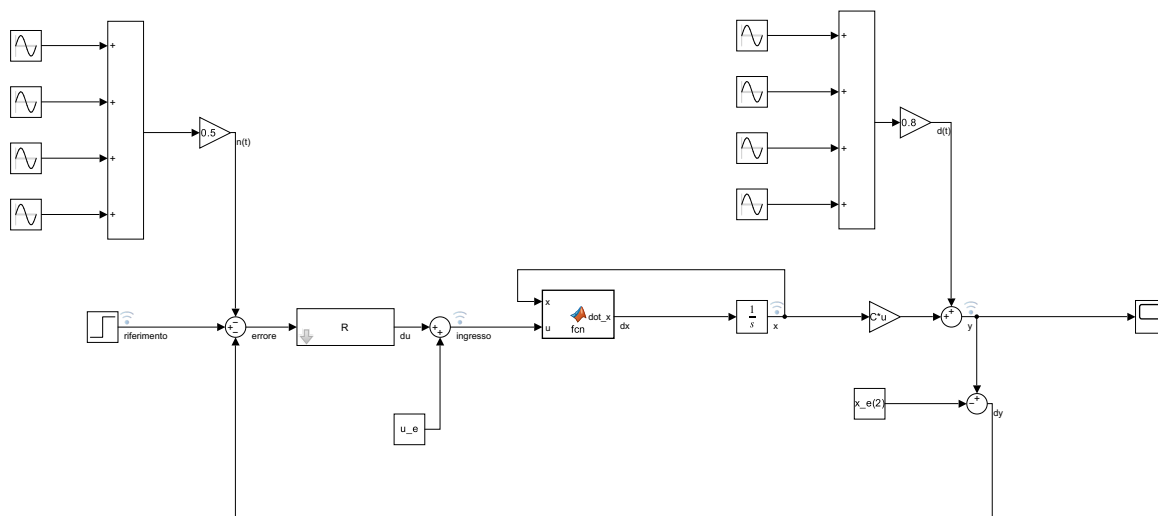 +
+
+
+
0.5
n(t)
+
+
+
+
0.8
d(t)
riferimento
+
−
−
errore
R
du
+
+
ingresso
u_e
x
u
fcn
dot_x
dx
1
s
x
C*u
+
+
y
x_e(2)
−
+
dy